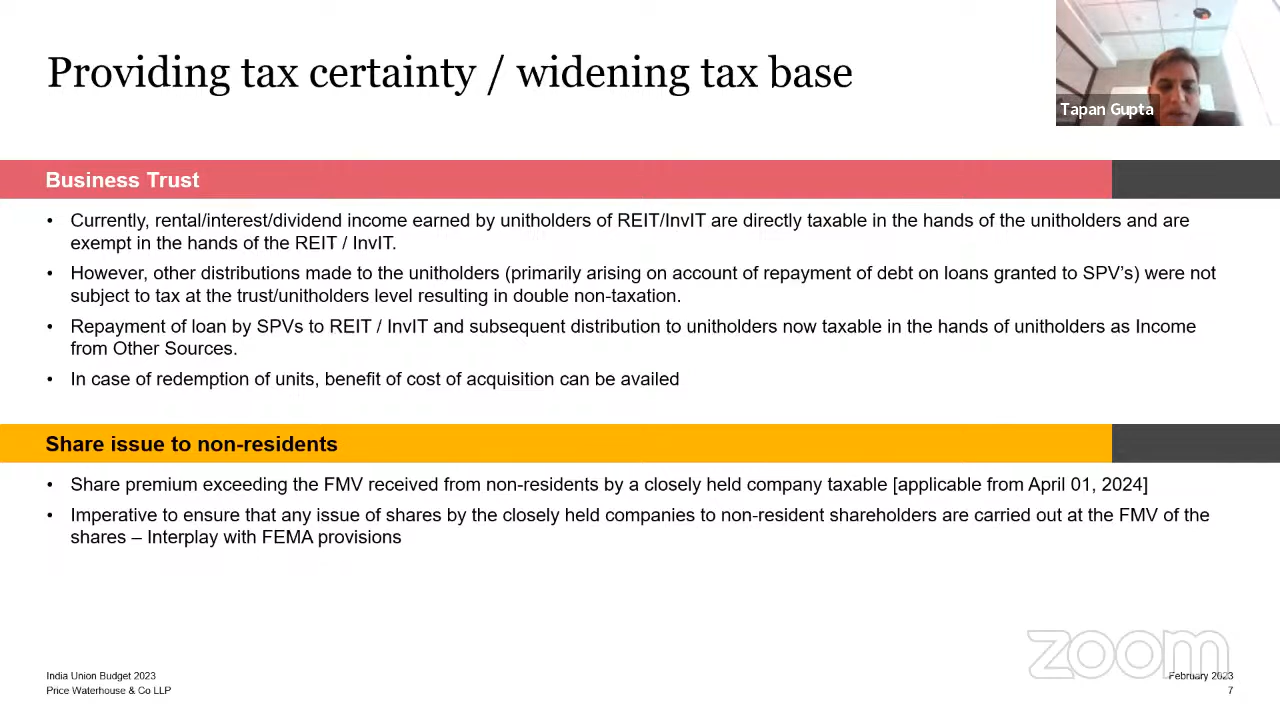 Providing tax certainty / widening tax base
Tapan Gupta
Business Trust
• Currently, rental/interest/dividend income earned by unitholders of REIT/InvIT are directly taxable in the hands of the unitholders and are
exempt in the hands of the REIT / InvIT.
• However, other distributions made to the unitholders (primarily arising on account of repayment of debt on loans granted to SPV’s) were not
subject to tax at the trust/unitholders level resulting in double non-taxation.
• Repayment of loan by SPVs to REIT / InvIT and subsequent distribution to unitholders now taxable in the hands of unitholders as Income
from Other Sources.
• In case of redemption of units, benefit of cost of acquisition can be availed
Share issue to non-residents
• Share premium exceeding the FMV received from non-residents by a closely held company taxable [applicable from April 01, 2024]
• Imperative to ensure that any issue of shares by the closely held companies to non-resident shareholders are carried out at the FMV of the
shares – Interplay with FEMA provisions
zoom
India Union Budget 2023
Price Waterhouse & Co LLP
February 2023
7